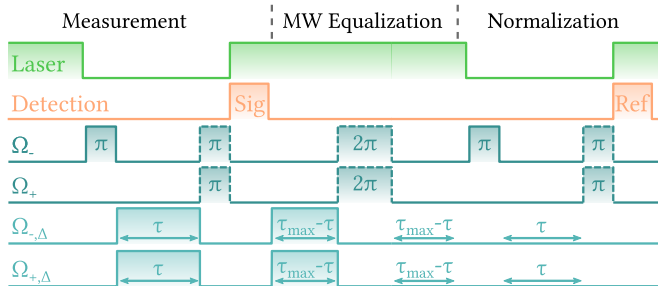 Measurement MW Equalization Normalization
Laser
Detection Sig Ref
Ω- π π 2π π π
Ω+ π 2π π
Ω-,Δ τ τmax-τ τmax-τ τ
Ω+,Δ τ τmax-τ τmax-τ τ